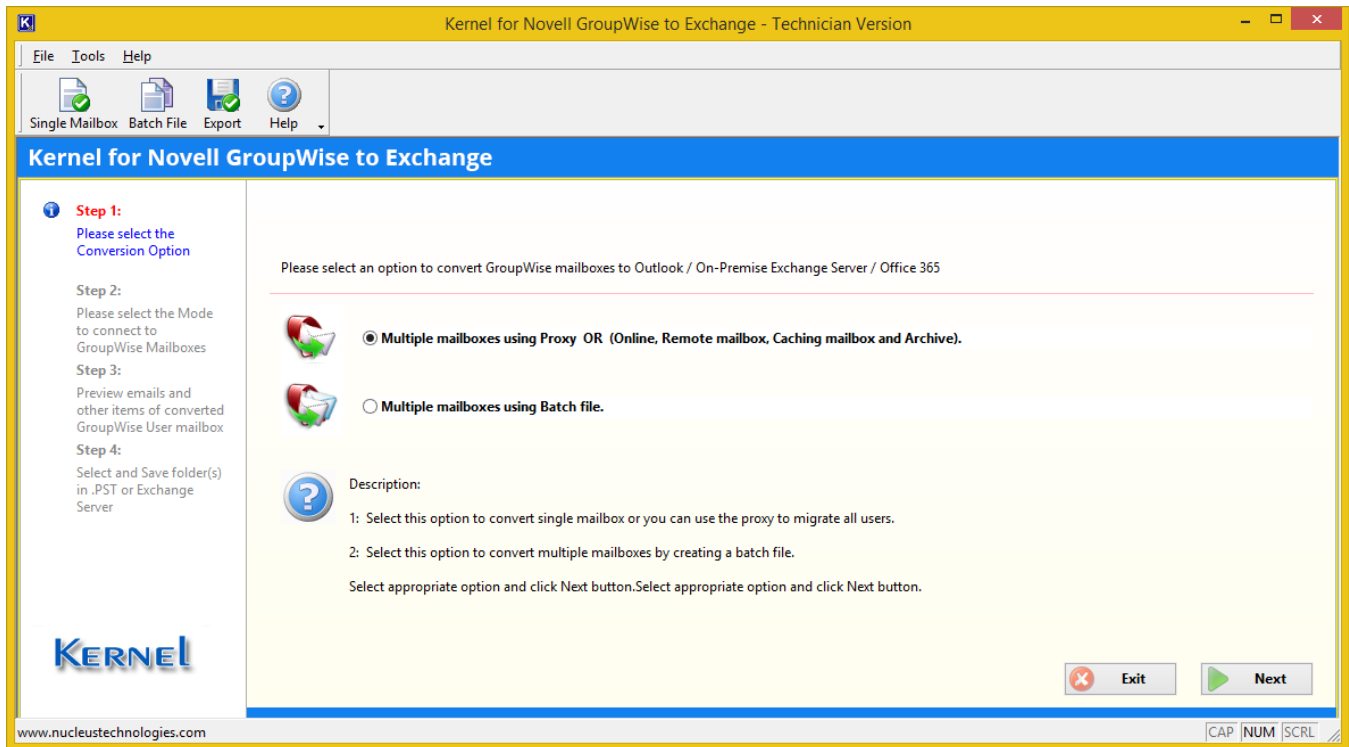 Kernel for Novell GroupWise to Exchange - Technician Version
File Tools Help
Single Mailbox Batch File Export Help
Kernel for Novell GroupWise to Exchange
Step 1:
Please select the
Conversion Option
Step 2:
Please select the Mode
to connect to
GroupWise Mailboxes
Step 3:
Preview emails and
other items of converted
GroupWise User mailbox
Step 4:
Select and Save folder(s)
in .PST or Exchange
Server
KERNEL
Please select an option to convert GroupWise mailboxes to Outlook / On-Premise Exchange Server / Office 365
Multiple mailboxes using Proxy OR (Online, Remote mailbox, Caching mailbox and Archive).
Multiple mailboxes using Batch file.
Description:
1: Select this option to convert single mailbox or you can use the proxy to migrate all users.
2: Select this option to convert multiple mailboxes by creating a batch file.
Select appropriate option and click Next button.Select appropriate option and click Next button.
Exit Next
www.nucleustechnologies.com
CAP NUM SCRL